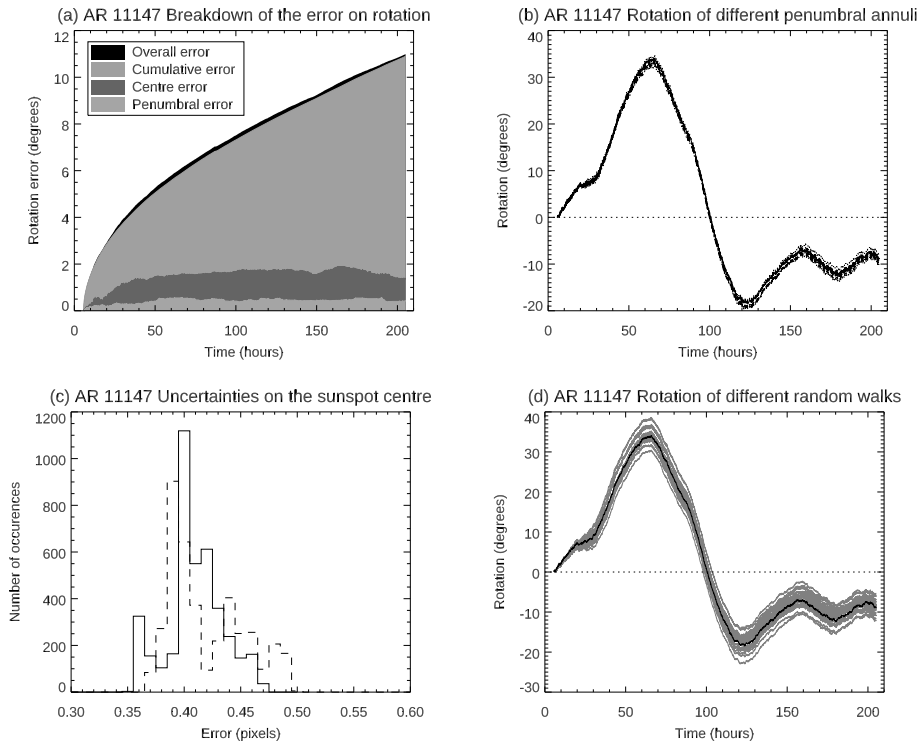 (a) AR 11147 Breakdown of the error on rotation
12
10
8
6
4
2
0
Rotation error (degrees)
Overall error
Cumulative error
Centre error
Penumbral error
0 50 100 150 200
Time (hours)
(b) AR 11147 Rotation of different penumbral annuli
40
30
20
10
0
-10
-20
Rotation (degrees)
0 50 100 150 200
Time (hours)
(c) AR 11147 Uncertainties on the sunspot centre
1200
1000
800
600
400
200
0
Number of occurences
0.30 0.35 0.40 0.45 0.50 0.55 0.60
Error (pixels)
(d) AR 11147 Rotation of different random walks
40
30
20
10
0
-10
-20
-30
Rotation (degrees)
0 50 100 150 200
Time (hours)